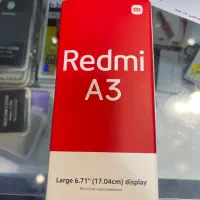 Redmi
A3
Large 6.71" (17.04cm) display